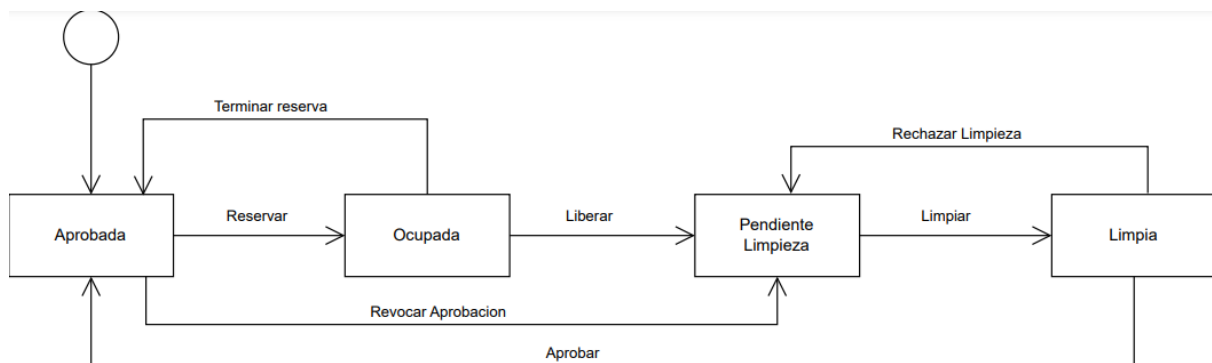 Terminar reserva
Rechazar Limpieza
Aprobada
Reservar
Ocupada
Liberar
Pendiente
Limpieza
Limpiar
Limpia
Revocar Aprobacion
Aprobar